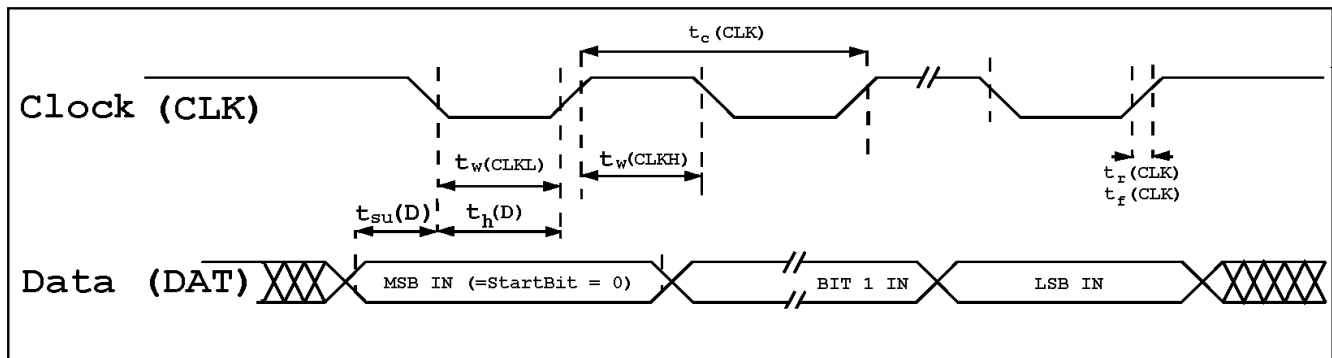 tc(CLK)
Clock (CLK)
tw(CLKL)
tw(CLKH)
tr(CLK)
tf(CLK)
tsu(D)
th(D)
Data (DAT)
MSB IN (=StartBit = 0)
BIT 1 IN
LSB IN